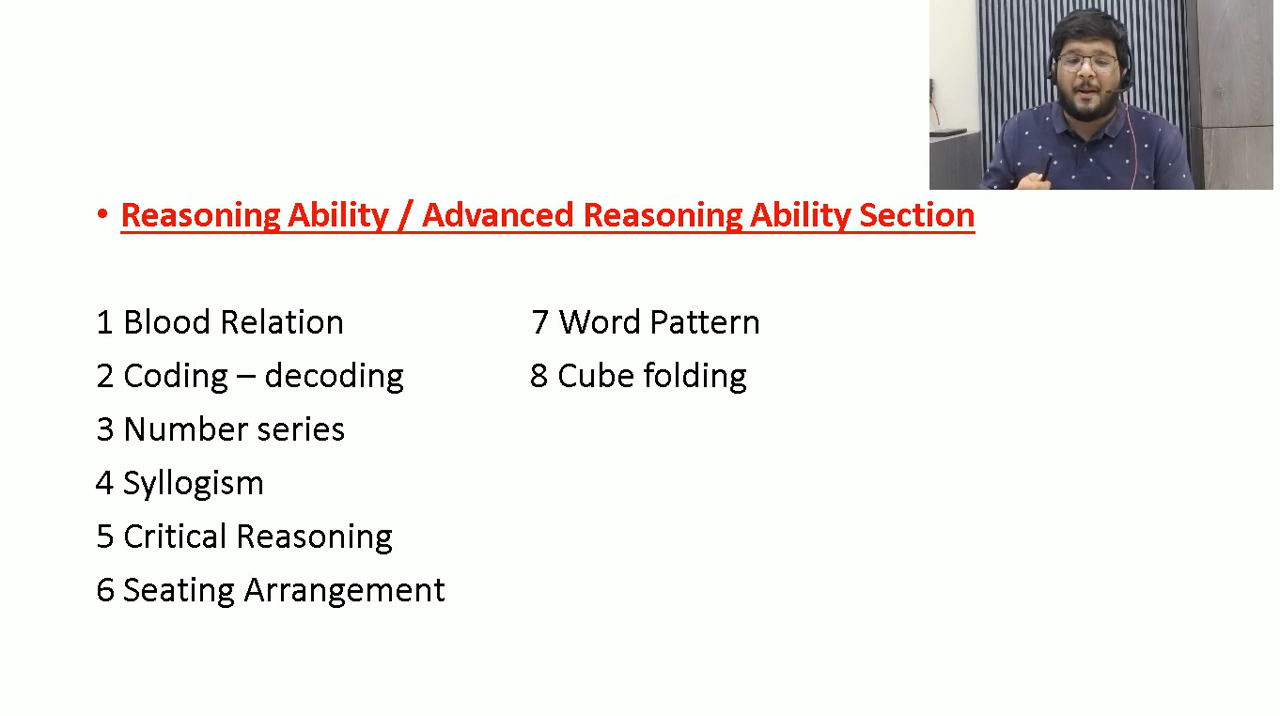 • Reasoning Ability / Advanced Reasoning Ability Section
1 Blood Relation
2 Coding – decoding
3 Number series
4 Syllogism
5 Critical Reasoning
6 Seating Arrangement
7 Word Pattern
8 Cube folding